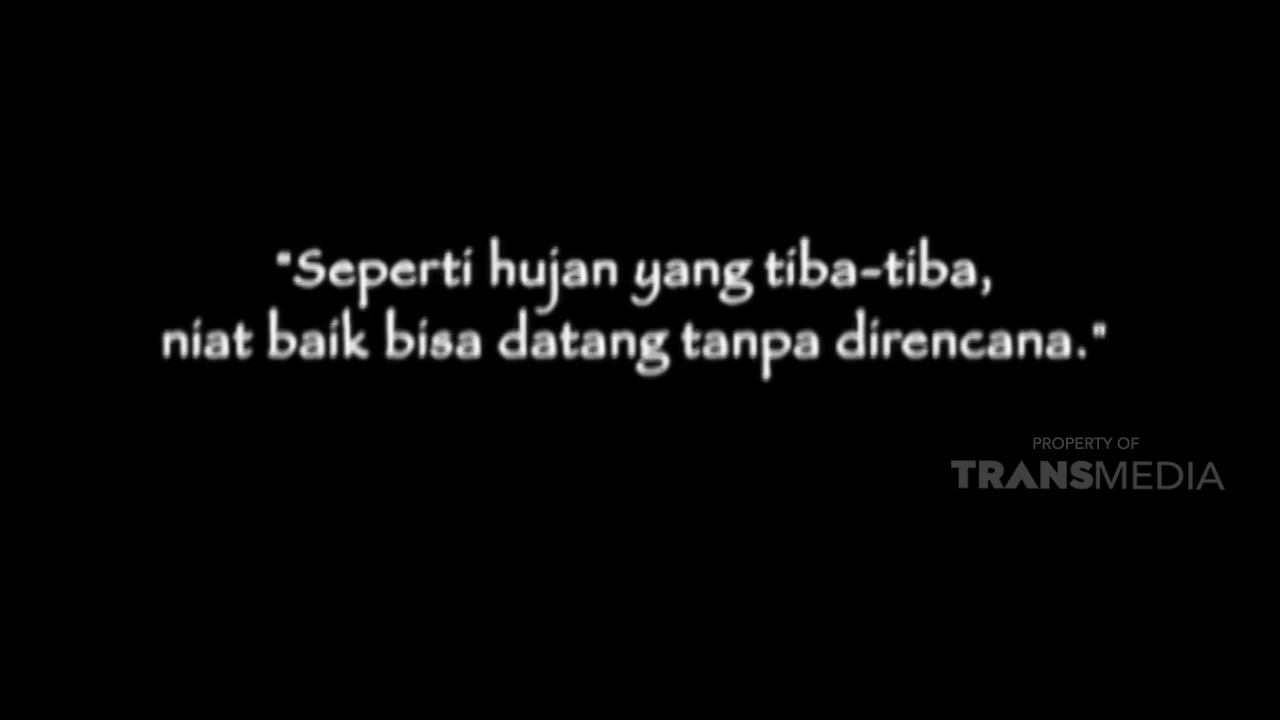 "Seperti hujan yang tiba-tiba,
niat baik bisa datang tanpa direncana."
PROPERTY OF
TRANSMEDIA